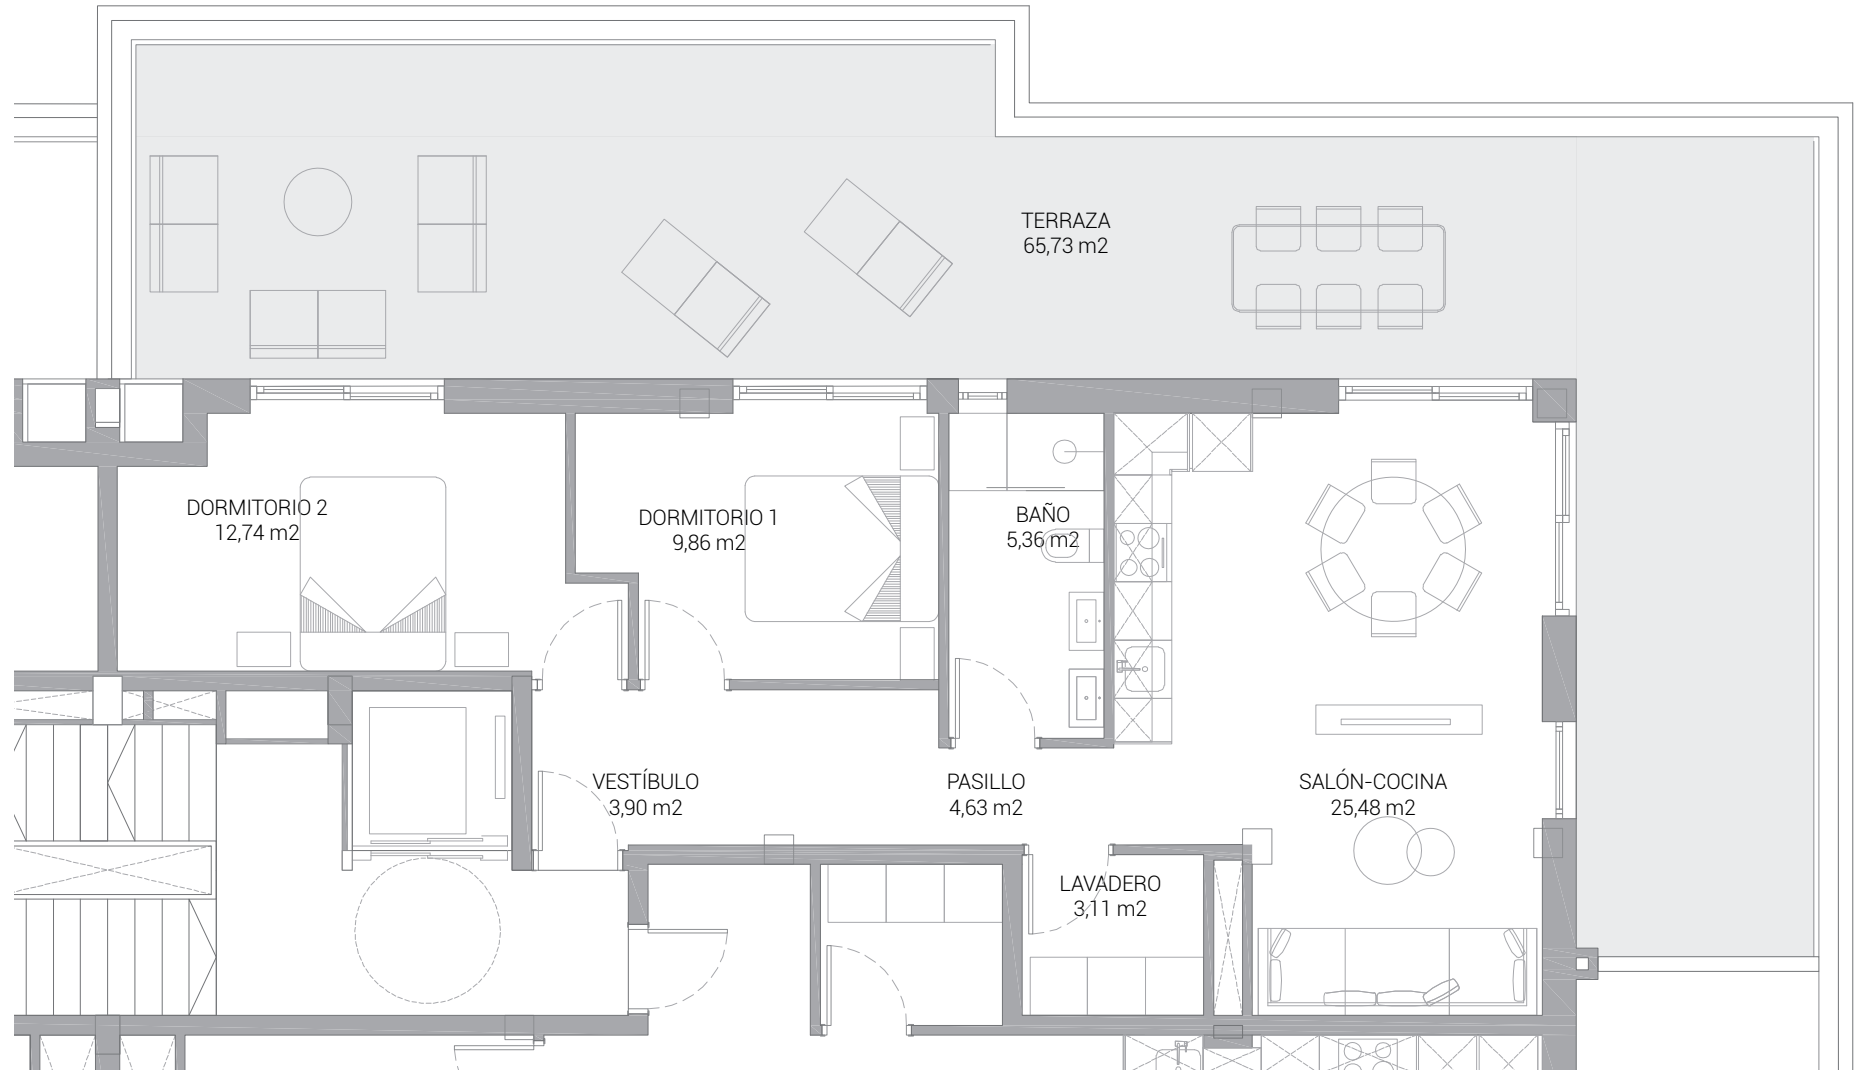 TERRAZA
65,73 m2
DORMITORIO 2
12,74 m2
DORMITORIO 1
9,86 m2
BAÑO
5,36 m2
VESTÍBULO
3,90 m2
PASILLO
4,63 m2
SALÓN-COCINA
25,48 m2
LAVADERO
3,11 m2